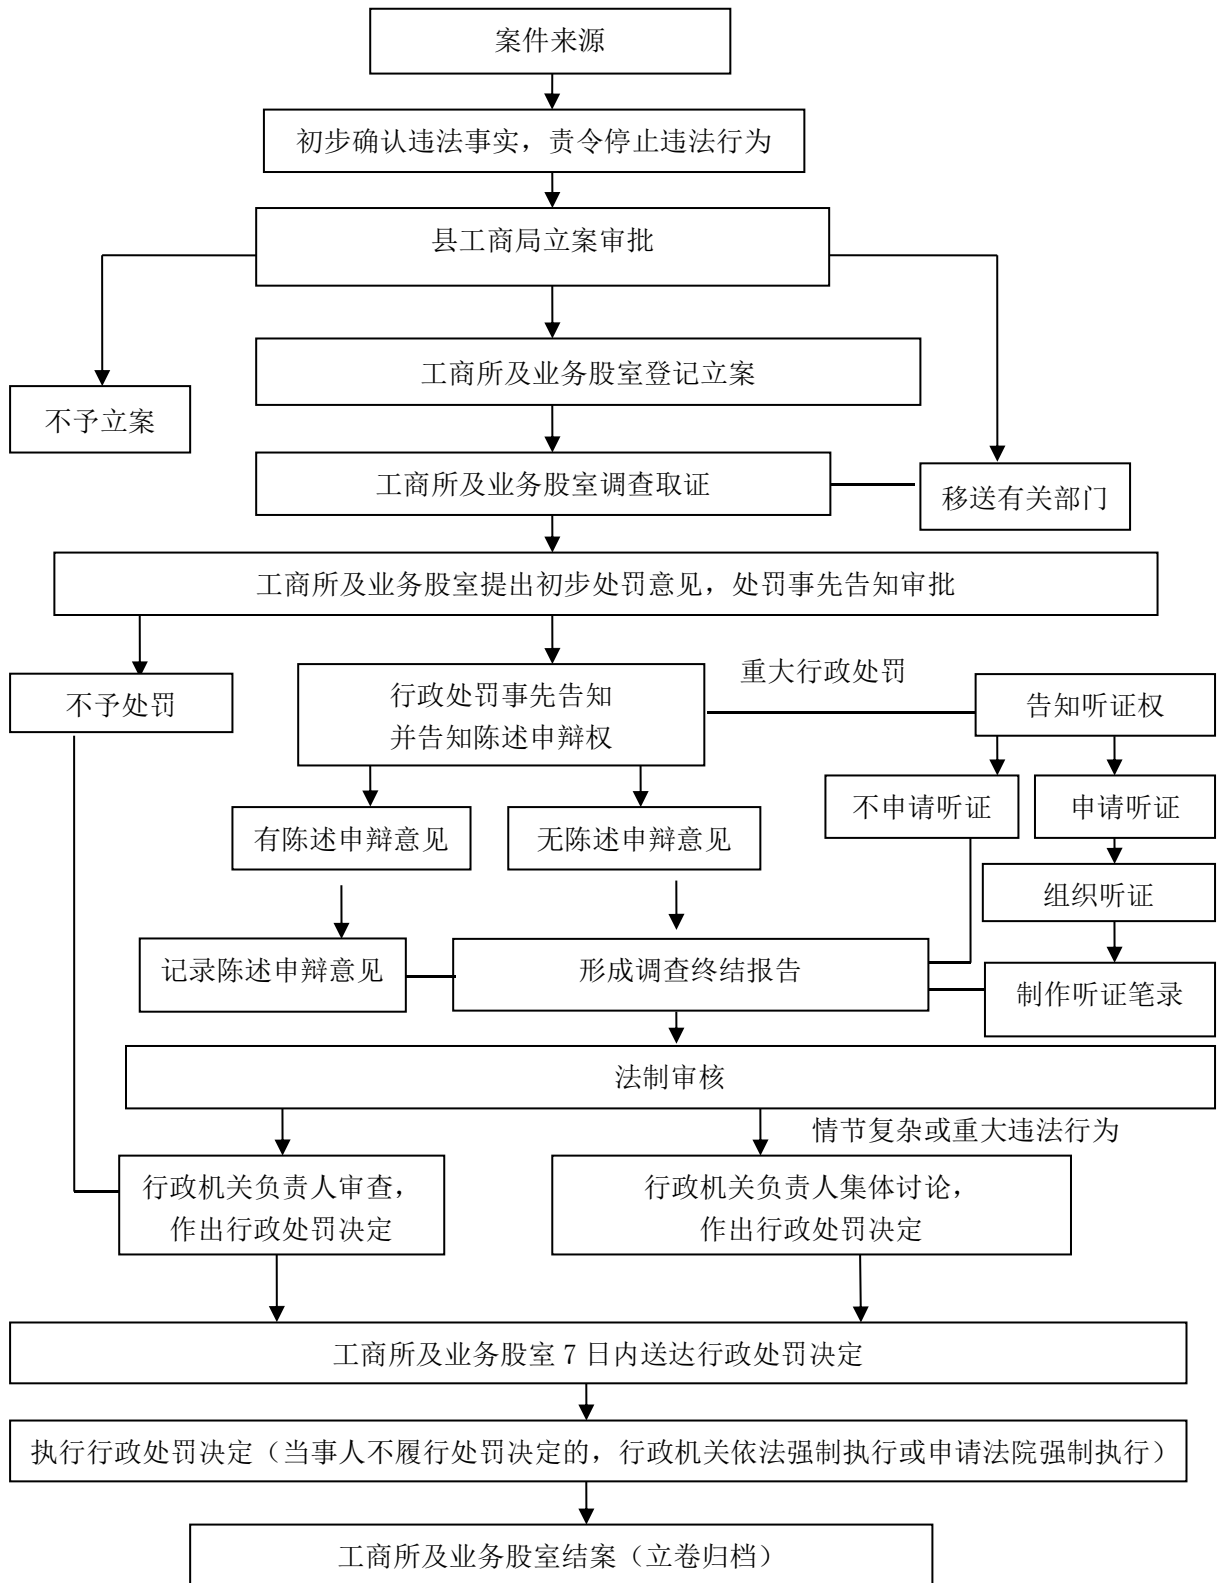 案件来源
初步确认违法事实，责令停止违法行为
县工商局立案审批
工商所及业务股室登记立案
不予立案
工商所及业务股室调查取证
移送有关部门
工商所及业务股室提出初步处罚意见，处罚事先告知审批
重大行政处罚
不予处罚
行政处罚事先告知
并告知陈述申辩权
告知听证权
不申请听证
申请听证
有陈述申辩意见
无陈述申辩意见
组织听证
记录陈述申辩意见
形成调查终结报告
制作听证笔录
法制审核
情节复杂或重大违法行为
行政机关负责人审查，
作出行政处罚决定
行政机关负责人集体讨论，
作出行政处罚决定
工商所及业务股室 7 日内送达行政处罚决定
执行行政处罚决定（当事人不履行处罚决定的，行政机关依法强制执行或申请法院强制执行）
工商所及业务股室结案（立卷归档）